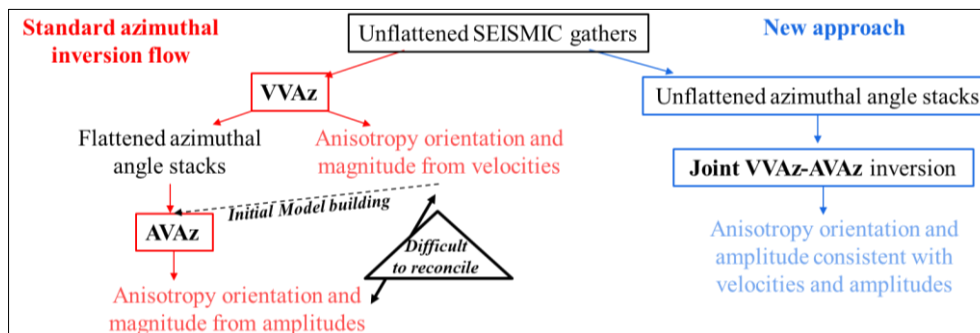 Standard azimuthal
inversion flow
Unflattened SEISMIC gathers
New approach
VVAz
Unflattened azimuthal angle stacks
Flattened azimuthal
angle stacks
Anisotropy orientation and
magnitude from velocities
Joint VVAz-AVAz inversion
Initial Model building
AVAz
Difficult
to reconcile
Anisotropy orientation and
amplitude consistent with
velocities and amplitudes
Anisotropy orientation and
magnitude from amplitudes